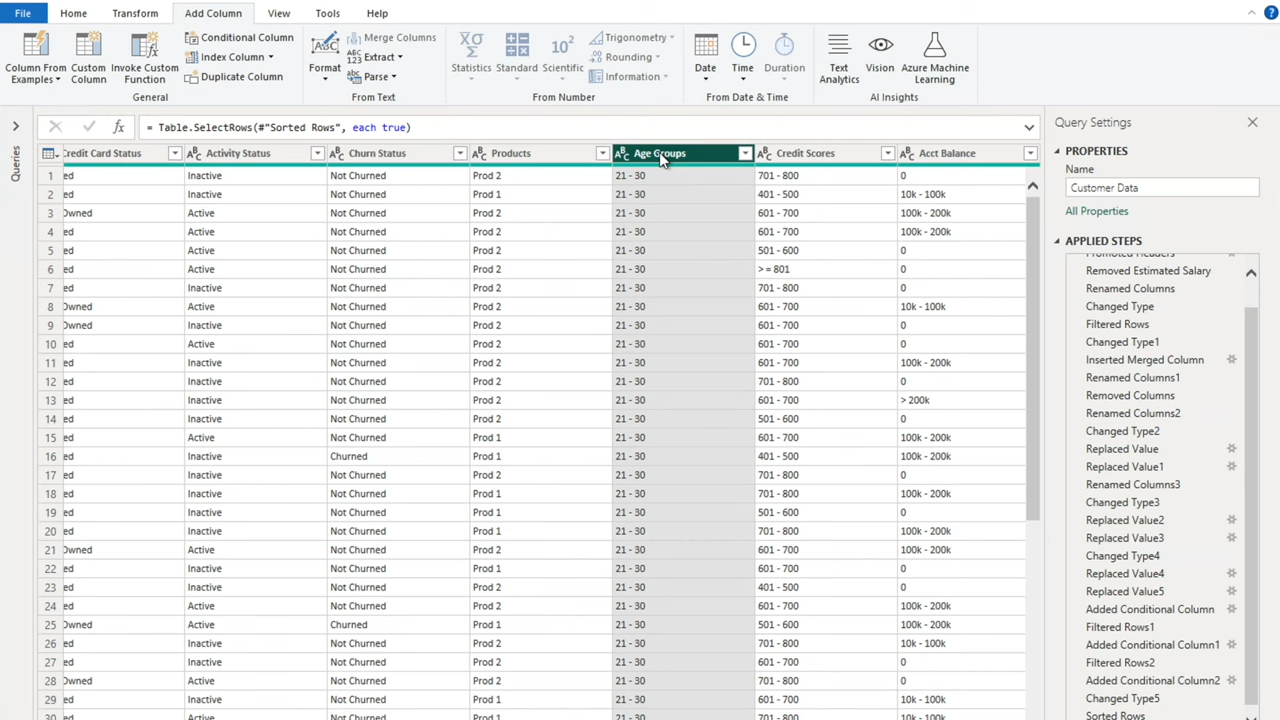 File Home Transform Add Column View Tools Help
Column From Examples
Custom Column
Invoke Custom Function
Conditional Column
Index Column
Duplicate Column
General
Format
Merge Columns
Extract
Parse
From Text
Statistics
Standard
Scientific
Trigonometry
Rounding
Information
From Number
Date
Time
Duration
From Date & Time
Text Analytics
Vision
Azure Machine Learning
AI Insights
Queries
= Table.SelectRows(#"Sorted Rows", each true)
Credit Card Status Activity Status Churn Status Products Age Groups Credit Scores Acct Balance
1 ed Inactive Not Churned Prod 2 21 - 30 701 - 800 0
2 ed Inactive Not Churned Prod 1 21 - 30 401 - 500 10k - 100k
3 Owned Active Not Churned Prod 2 21 - 30 601 - 700 100k - 200k
4 ed Active Not Churned Prod 2 21 - 30 601 - 700 100k - 200k
5 ed Active Not Churned Prod 2 21 - 30 501 - 600 0
6 ed Active Not Churned Prod 2 21 - 30 > = 801 0
7 ed Inactive Not Churned Prod 2 21 - 30 701 - 800 0
8 Owned Active Not Churned Prod 2 21 - 30 601 - 700 10k - 100k
9 Owned Inactive Not Churned Prod 2 21 - 30 601 - 700 0
10 ed Active Not Churned Prod 2 21 - 30 601 - 700 0
11 ed Inactive Not Churned Prod 2 21 - 30 601 - 700 100k - 200k
12 ed Inactive Not Churned Prod 2 21 - 30 701 - 800 0
13 ed Inactive Not Churned Prod 2 21 - 30 601 - 700 > 200k
14 ed Inactive Not Churned Prod 2 21 - 30 501 - 600 0
15 ed Active Not Churned Prod 1 21 - 30 601 - 700 100k - 200k
16 ed Inactive Churned Prod 1 21 - 30 401 - 500 100k - 200k
17 ed Inactive Not Churned Prod 2 21 - 30 701 - 800 0
18 ed Inactive Not Churned Prod 1 21 - 30 701 - 800 100k - 200k
19 ed Inactive Not Churned Prod 1 21 - 30 501 - 600 0
20 ed Inactive Not Churned Prod 1 21 - 30 701 - 800 100k - 200k
21 Owned Active Not Churned Prod 2 21 - 30 601 - 700 100k - 200k
22 ed Inactive Not Churned Prod 1 21 - 30 601 - 700 0
23 ed Inactive Not Churned Prod 2 21 - 30 401 - 500 0
24 ed Active Not Churned Prod 2 21 - 30 601 - 700 100k - 200k
25 Owned Active Churned Prod 1 21 - 30 501 - 600 100k - 200k
26 ed Inactive Not Churned Prod 2 21 - 30 701 - 800 10k - 100k
27 ed Inactive Not Churned Prod 2 21 - 30 601 - 700 0
28 Owned Active Not Churned Prod 2 21 - 30 701 - 800 0
29 ed Inactive Not Churned Prod 1 21 - 30 601 - 700 10k - 100k
30 ed Active Not Churned Prod 2 21 - 30 701 - 800 100k - 200k
Query Settings
PROPERTIES
Name
Customer Data
All Properties
APPLIED STEPS
Promoted Headers
Removed Estimated Salary
Renamed Columns
Changed Type
Filtered Rows
Changed Type1
Inserted Merged Column
Renamed Columns1
Removed Columns
Renamed Columns2
Changed Type2
Replaced Value
Replaced Value1
Renamed Columns3
Changed Type3
Replaced Value2
Replaced Value3
Changed Type4
Replaced Value4
Replaced Value5
Added Conditional Column
Filtered Rows1
Added Conditional Column1
Filtered Rows2
Added Conditional Column2
Changed Type5
Sorted Rows